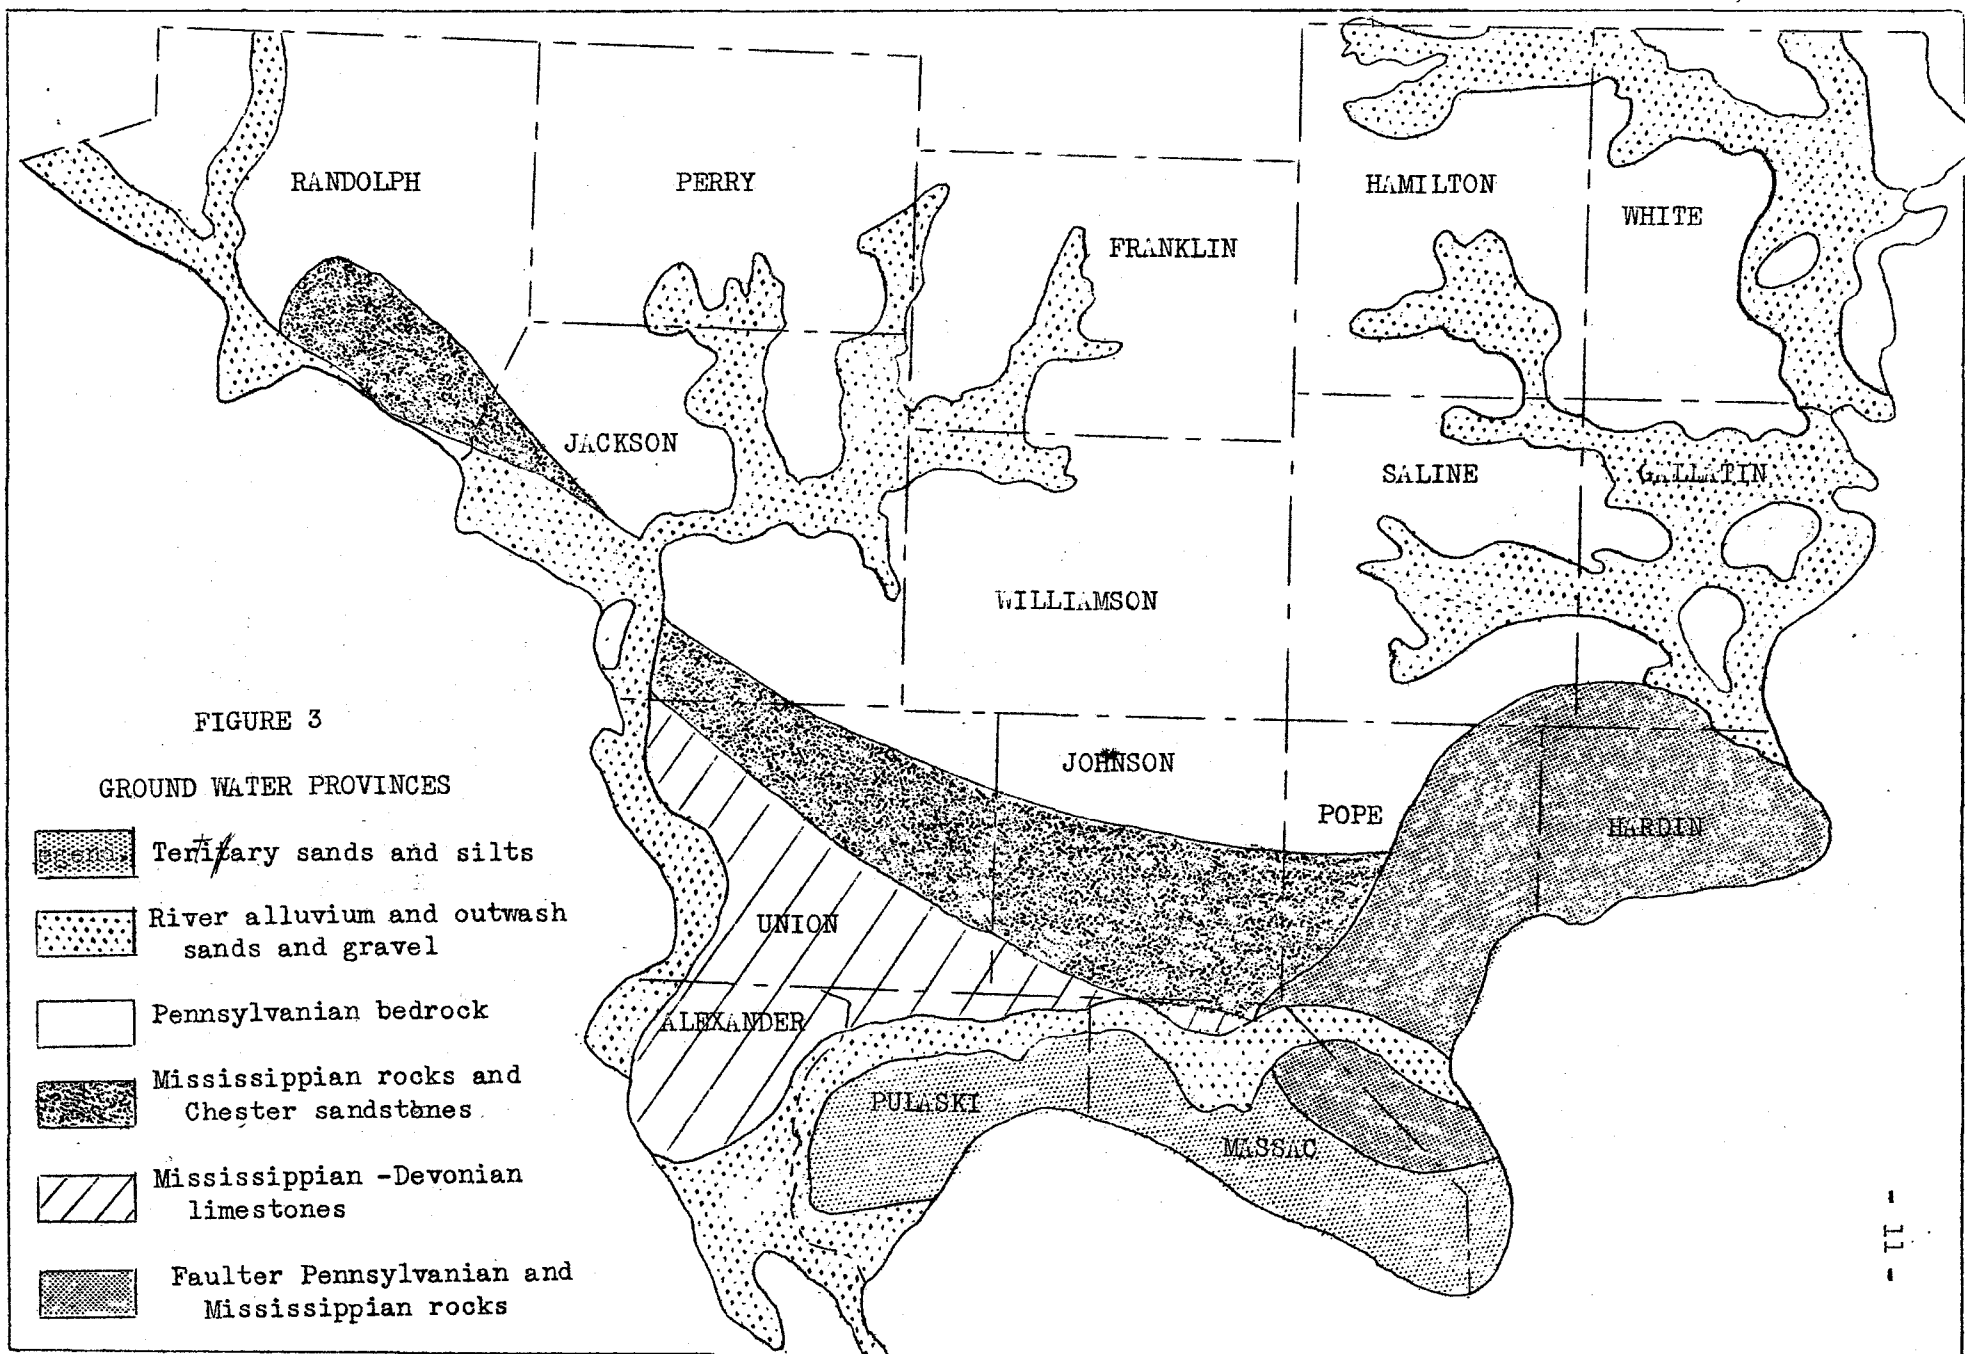 RANDOLPH
PERRY
FRANKLIN
HAMILTON
WHITE
JACKSON
SALINE
GALLATIN
WILLIAMSON
JOHNSON
POPE
HARDIN
UNION
ALEXANDER
PULASKI
MASSAC
FIGURE 3
GROUND WATER PROVINCES
Tertiary sands and silts
River alluvium and outwash
sands and gravel
Pennsylvanian bedrock
Mississippian rocks and
Chester sandstones
Mississippian -Devonian
limestones
Faulter Pennsylvanian and
Mississippian rocks
- 11 -